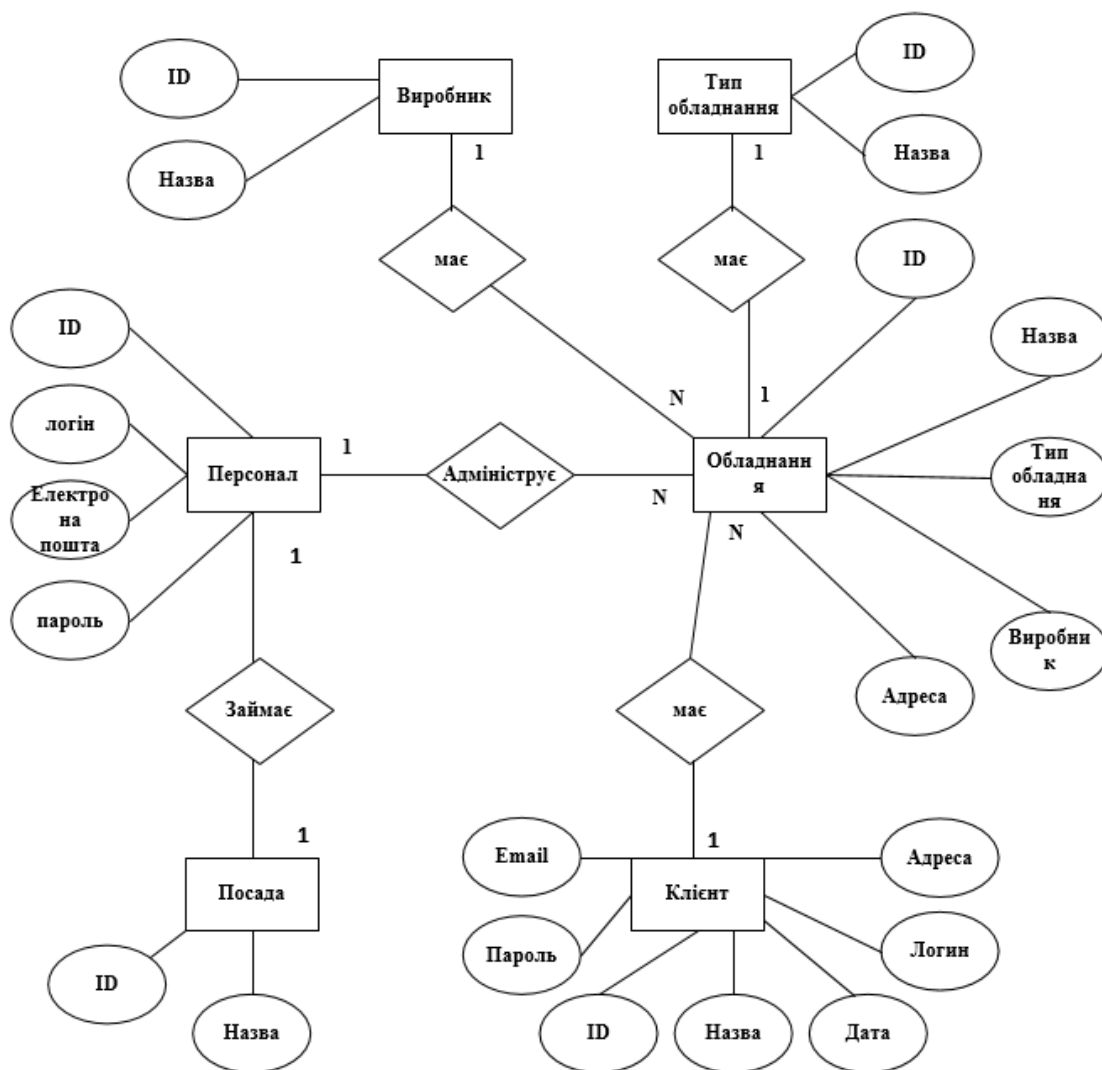 ID
Виробник
Тип
обладнання
ID
Назва
Назва
1
1
має
має
ID
ID
Назва
логін
N
1
Персонал
1
Адмініструє
N
Обладнанн
я
Тип
обладна
ння
Електро
на
пошта
1
N
пароль
Виробни
к
Адреса
Займає
має
1
1
Email
Адреса
Посада
Клієнт
Пароль
Логин
ID
Назва
ID
Назва
Дата